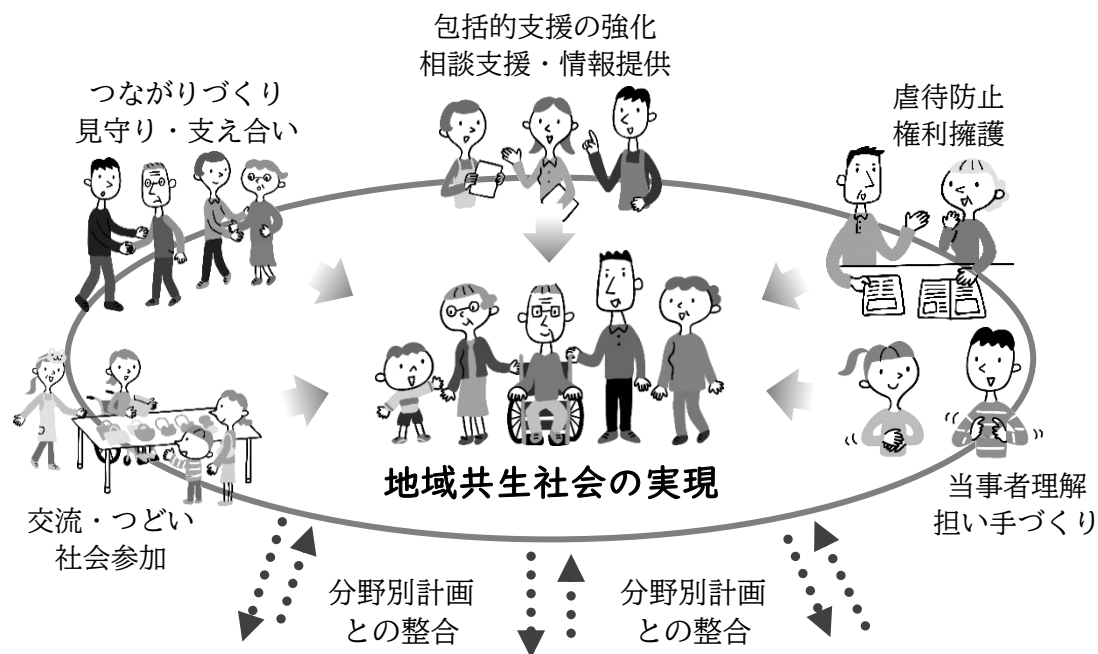 包括的支援の強化
相談支援・情報提供
つながりづくり
見守り・支え合い
虐待防止
権利擁護
地域共生社会の実現
交流・つどい
社会参加
当事者理解
担い手づくり
分野別計画
との整合
分野別計画
との整合